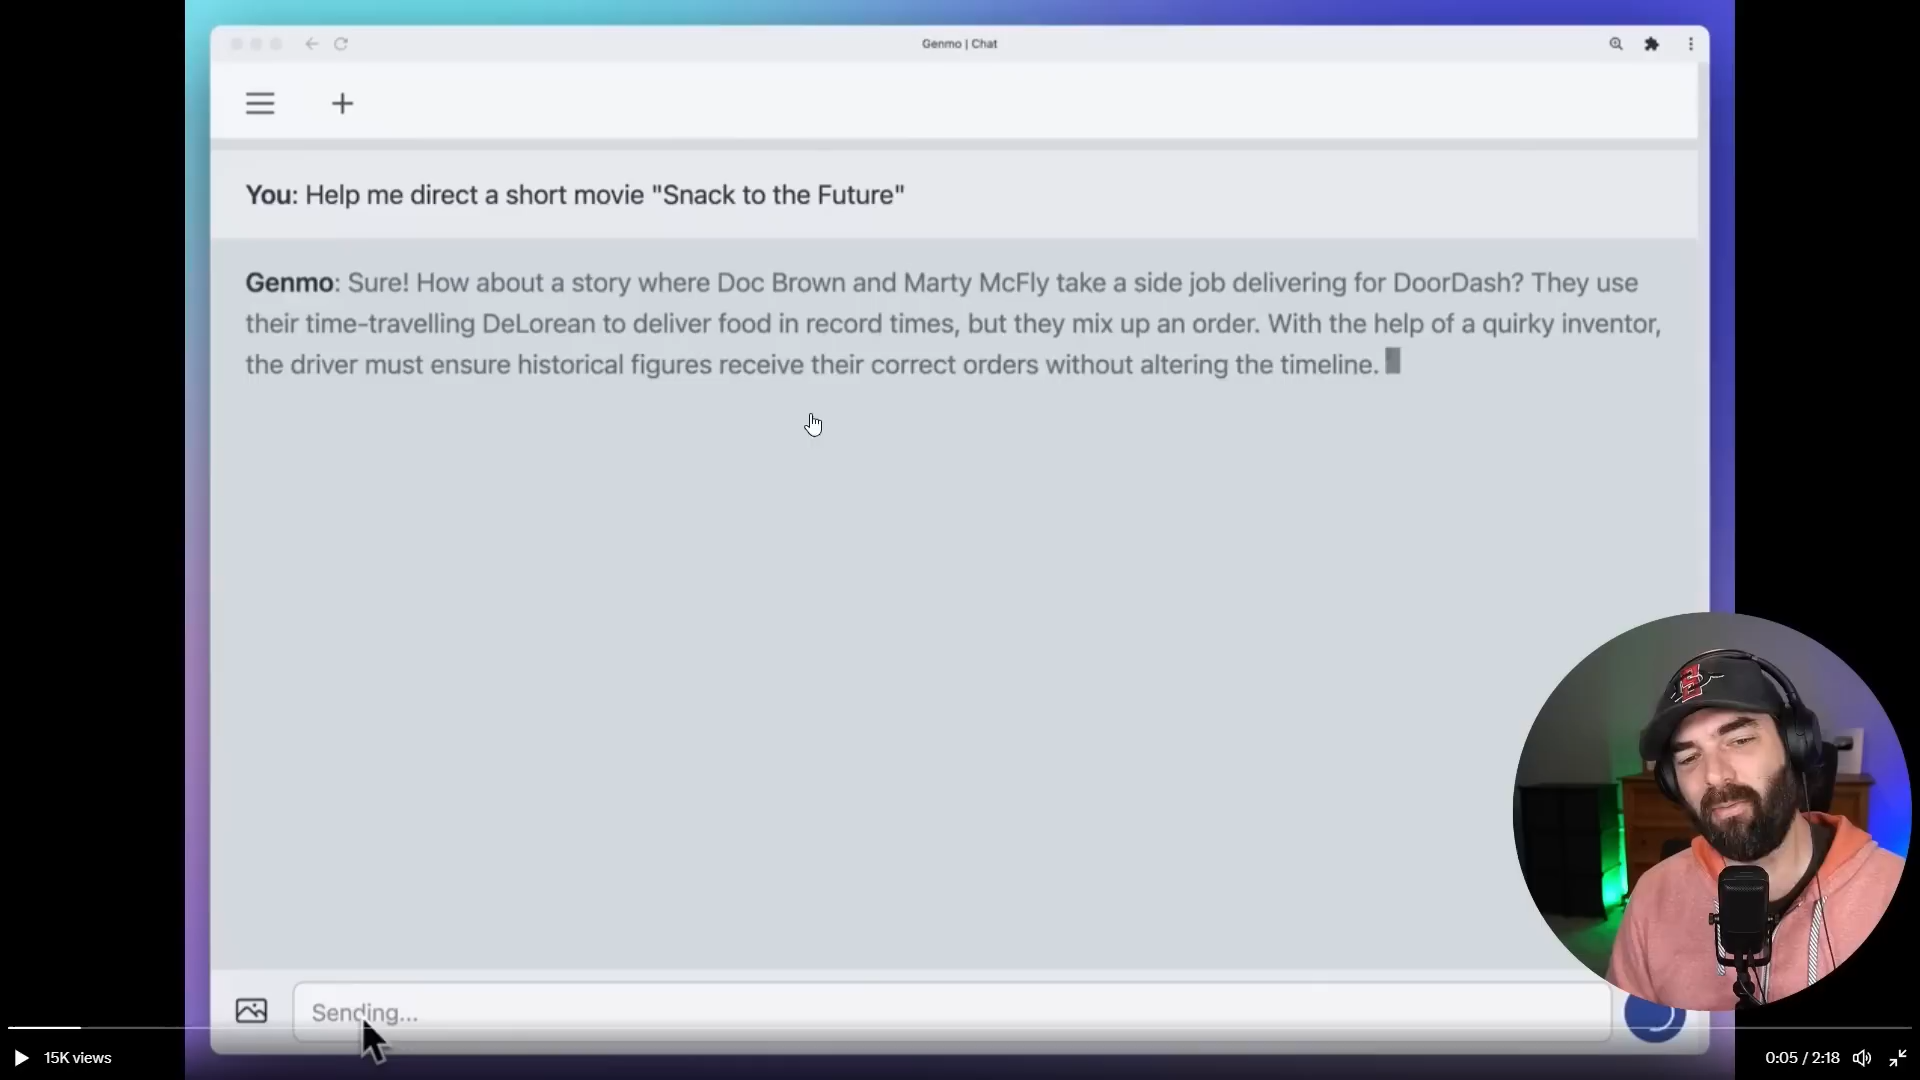 Genmo | Chat
You: Help me direct a short movie "Snack to the Future"
Genmo: Sure! How about a story where Doc Brown and Marty McFly take a side job delivering for DoorDash? They use
their time-travelling DeLorean to deliver food in record times, but they mix up an order. With the help of a quirky inventor,
the driver must ensure historical figures receive their correct orders without altering the timeline.
Sending...
15K views
0:05 / 2:18